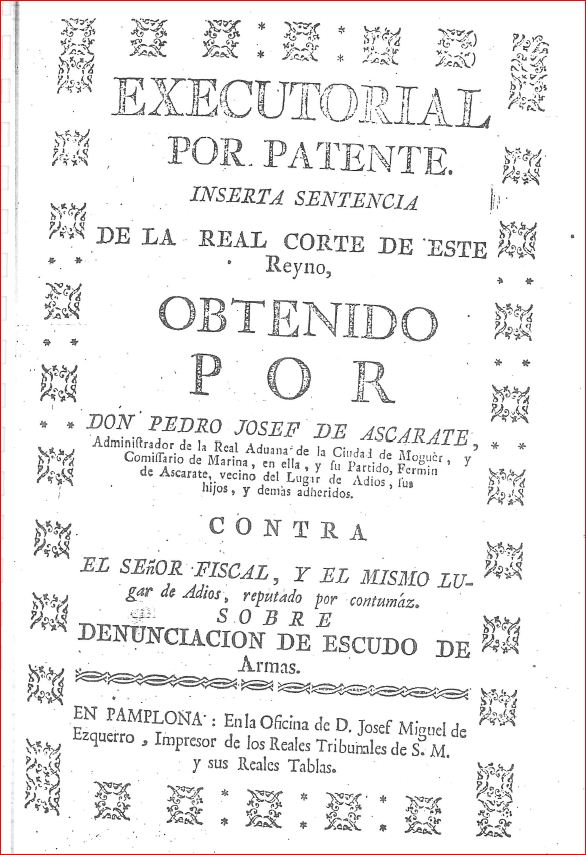 EXECUTORIAL
POR PATENTE.
INSERTA SENTENCIA
DE LA REAL CORTE DE ESTE
Reyno,
OBTENIDO
POR
DON PEDRO JOSEF DE ASCARATE,
Adminiſtrador de la Real Aduana de la Ciudad de Moguèr, y
Comiſſario de Marina, en ella, y ſu Partido, Fermin
de Ascarate, vecino del Lugar de Adios, ſus
hijos, y demàs adheridos.
CONTRA
EL SEñOR FISCAL, Y EL MISMO LU-
gar de Adios, reputado por contumáz.
SOBRE
DENUNCIACION DE ESCUDO DE
Armas.
EN PAMPLONA: En la Oficina de D. Josef Miguel de
Ezquerro, Impresor de los Reales Tribunales de S. M.
y sus Reales Tablas.